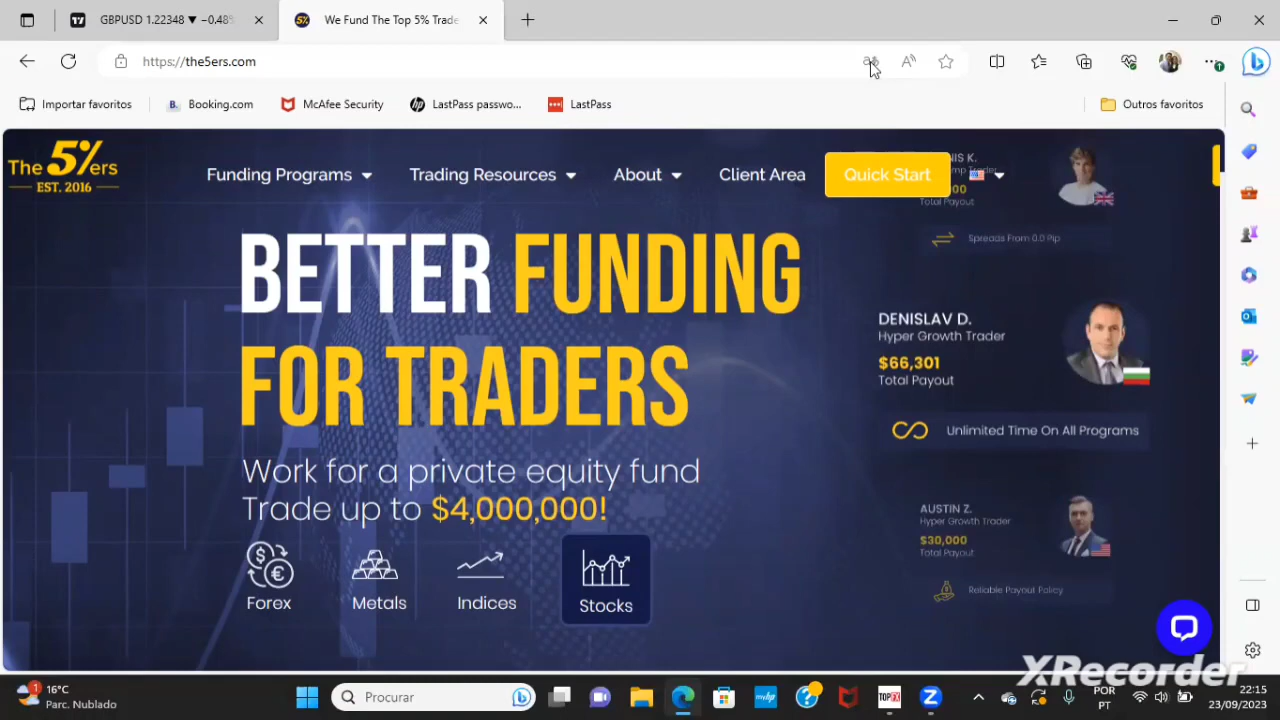 GBPUSD 1.22348 ▼ −0.48%
We Fund The Top 5% Trade
https://the5ers.com
Importar favoritos
Booking.com
McAfee Security
LastPass passwo...
LastPass
Outros favoritos
The 5%ers
EST. 2016
Funding Programs
Trading Resources
About
Client Area
Quick Start
Total Payout
Spreads From 0.0 Pip
BETTER FUNDING
FOR TRADERS
Work for a private equity fund
Trade up to $4,000,000!
Forex
Metals
Indices
Stocks
DENISLAV D.
Hyper Growth Trader
$66,301
Total Payout
Unlimited Time On All Programs
AUSTIN Z.
Hyper Growth Trader
$30,000
Total Payout
Reliable Payout Policy
XRecorder
1
16°C
Parc. Nublado
Procurar
myhp
TOPFX
POR
PT
22:15
23/09/2023